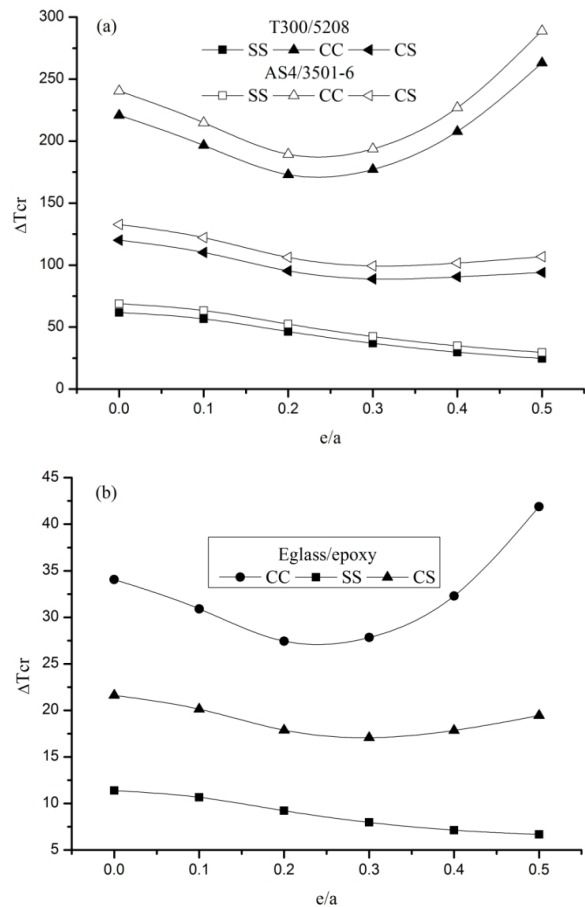 (a)
T300/5208
SS CC CS
AS4/3501-6
SS CC CS
300
250
200
150
100
50
0
ΔTcr
0.0 0.1 0.2 0.3 0.4 0.5
e/a
(b)
Eglass/epoxy
CC SS CS
45
40
35
30
25
20
15
10
5
ΔTcr
0.0 0.1 0.2 0.3 0.4 0.5
e/a